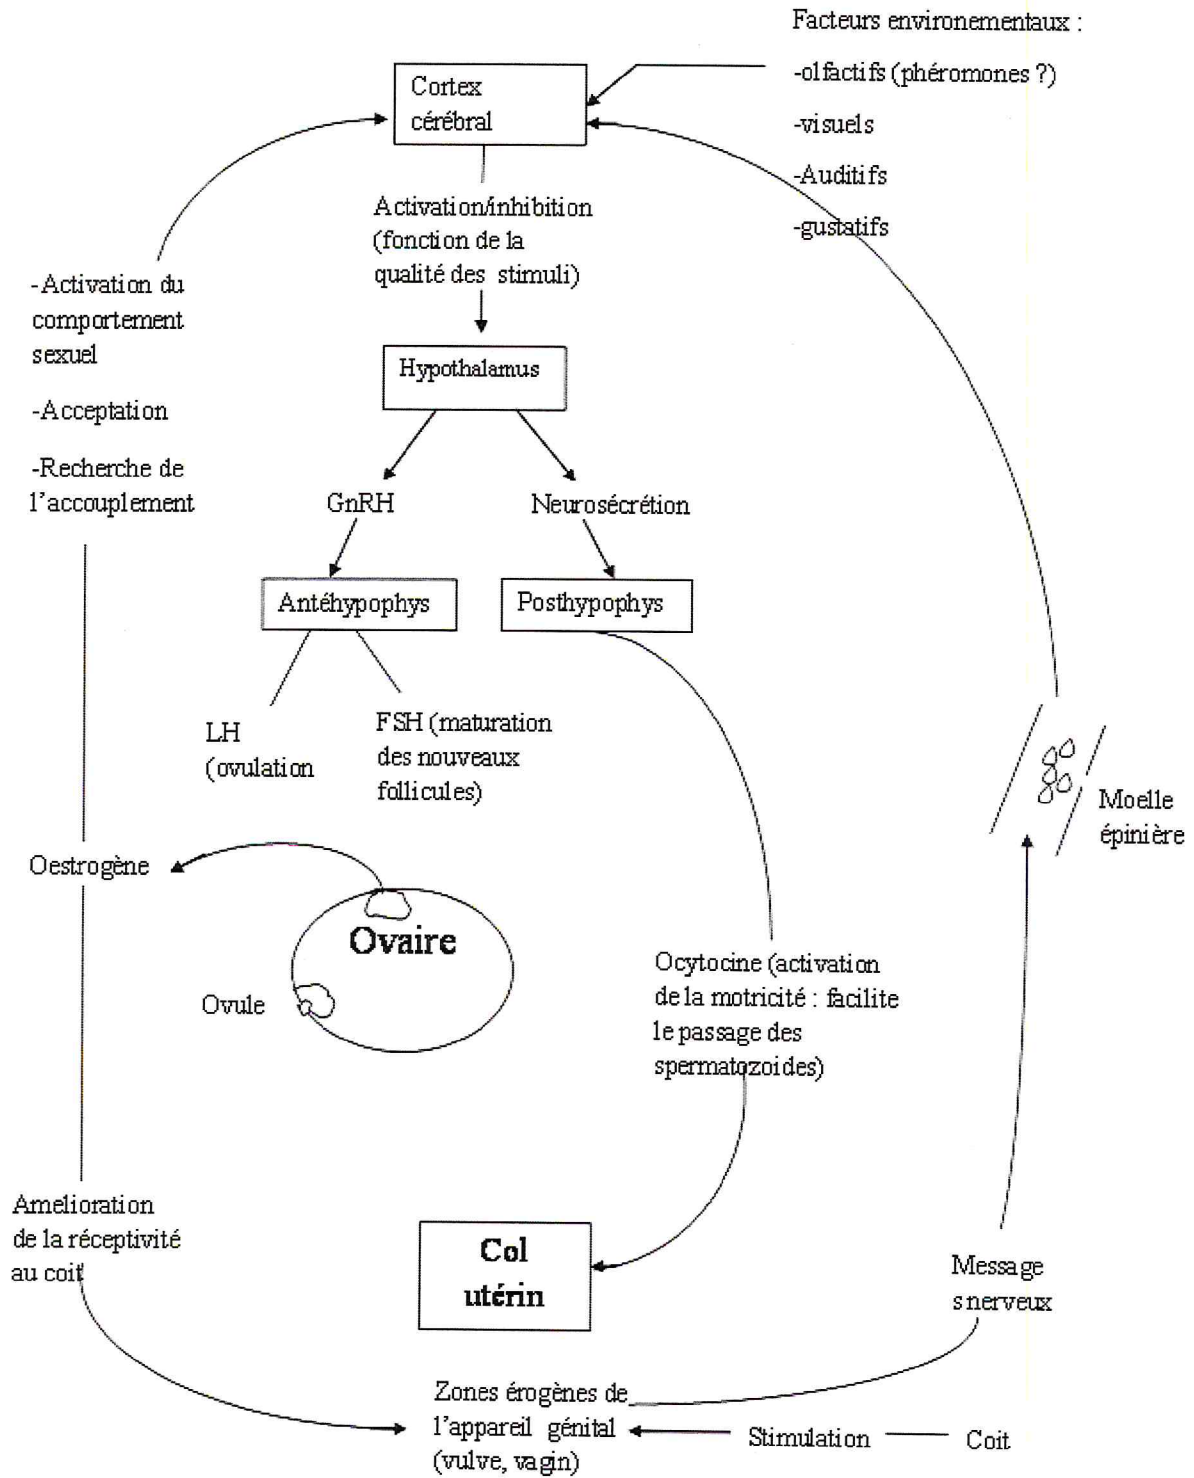 Facteurs environementaux :
-olfactifs (phéromones ?)
-visuels
-Auditifs
-gustatifs
Cortex
cérébral
Activation/inhibition
(fonction de la
qualité des stimuli)
-Activation du
comportement
sexuel
-Acceptation
-Recherche de
l'accouplement
Hypothalamus
GnRH
Neurosécrétion
Antéhypophys
Posthypophys
LH
(ovulation
FSH (maturation
des nouveaux
follicules)
Moelle
épinière
Oestrogène
Ovaire
Ovule
Ocytocine (activation
de la motricité : facilite
le passage des
spermatozoides)
Amelioration
de la réceptivité
au coit
Col
utérin
Message
s nerveux
Zones érogènes de
l'appareil génital
(vulve, vagin)
Stimulation
Coit